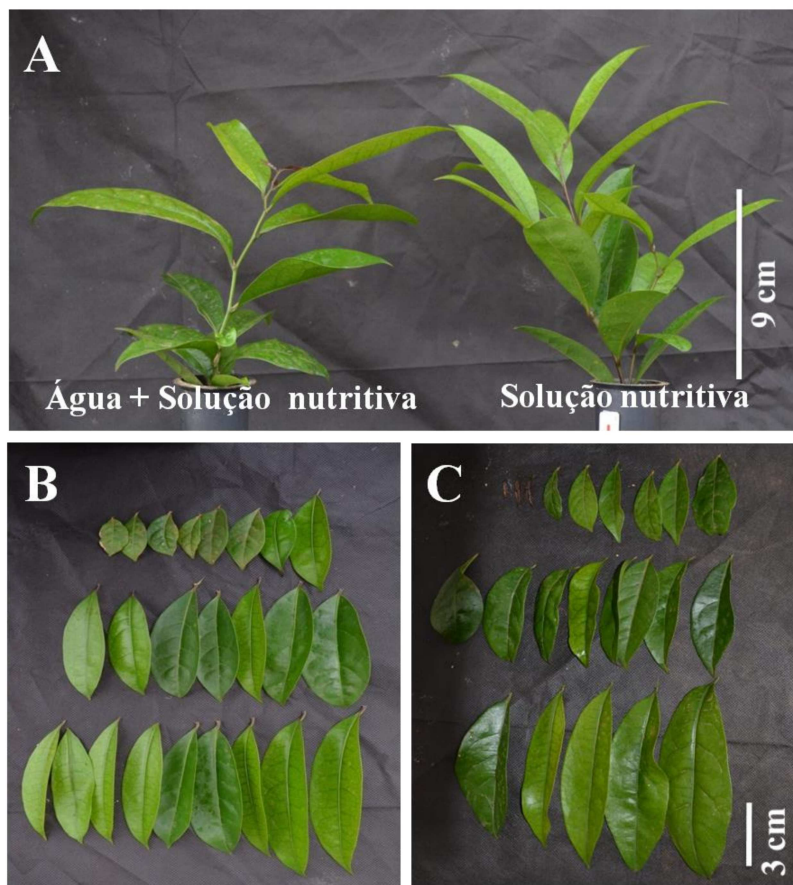 A
9 cm
Água + Solução nutritiva
Solução nutritiva
B
C
3 cm